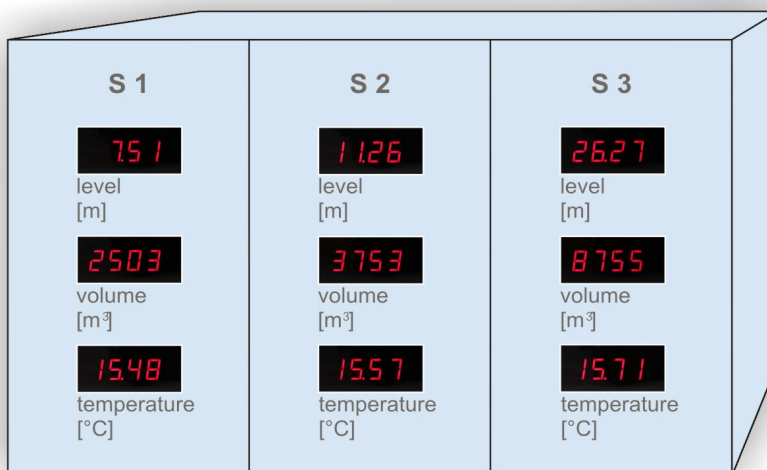 S 1
S 2
S 3
7.51
11.26
26.27
level
[m]
level
[m]
level
[m]
2503
3753
8755
volume
[m³]
volume
[m³]
volume
[m³]
15.48
15.57
15.71
temperature
[°C]
temperature
[°C]
temperature
[°C]